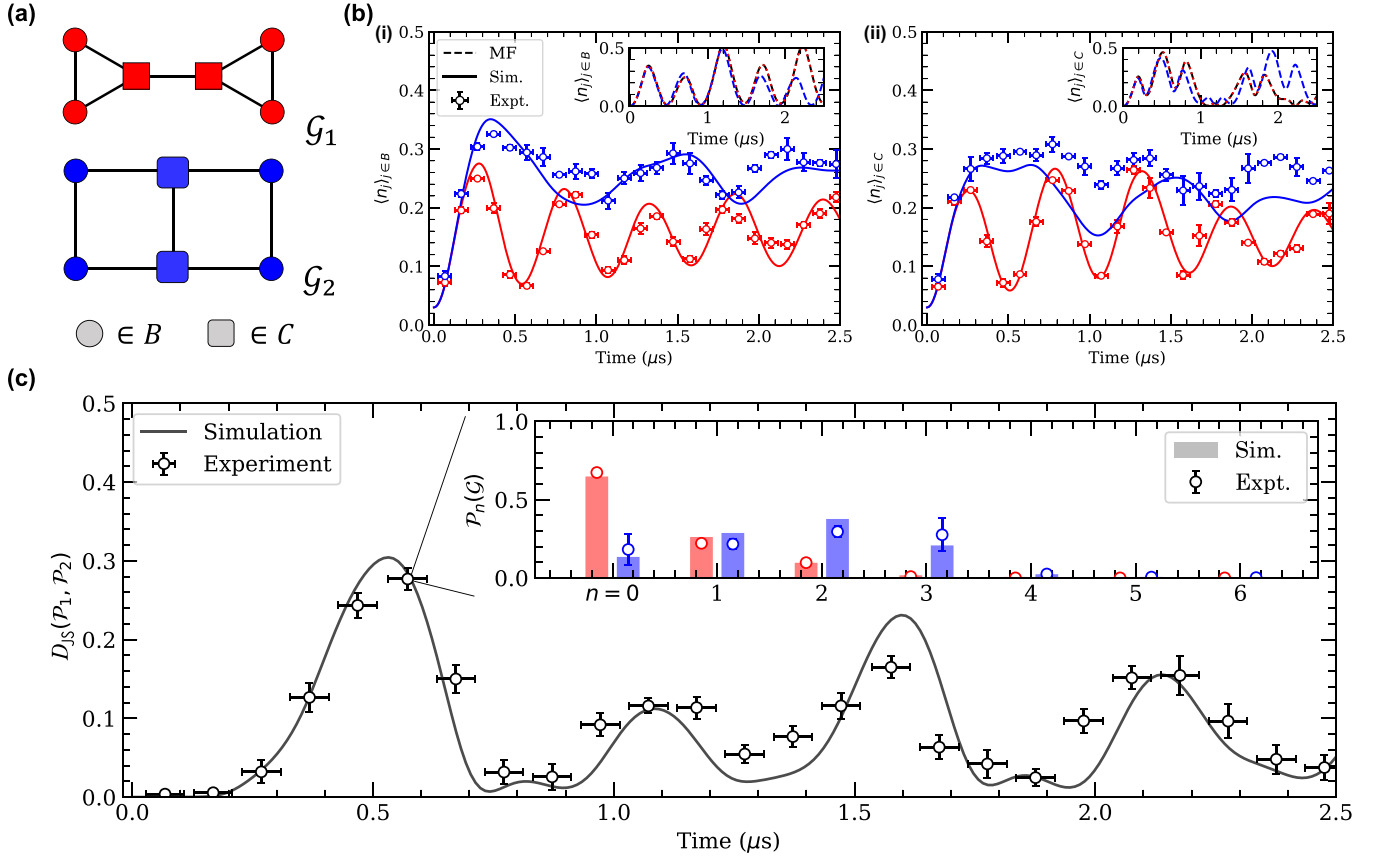 (a)
𝒢1
𝒢2
∈ B
∈ C
(b)
(i)
0.5
0.4
0.3
0.2
0.1
0.0
⟨nj⟩j ∈ B
MF
Sim.
Expt.
0.5
0.0
⟨nj⟩j ∈ B
1
2
Time (μs)
0.0
0.5
1.0
1.5
2.0
2.5
Time (μs)
(ii)
0.5
0.4
0.3
0.2
0.1
0.0
⟨nj⟩j ∈ C
0.5
0.0
⟨nj⟩j ∈ C
1
2
Time (μs)
0.0
0.5
1.0
1.5
2.0
2.5
Time (μs)
(c)
0.5
0.4
0.3
0.2
0.1
0.0
DJS(𝒫1, 𝒫2)
Simulation
Experiment
1.0
0.5
0.0
𝒫n(𝒢)
Sim.
Expt.
n = 0
1
2
3
4
5
6
0.0
0.5
1.0
1.5
2.0
2.5
Time (μs)